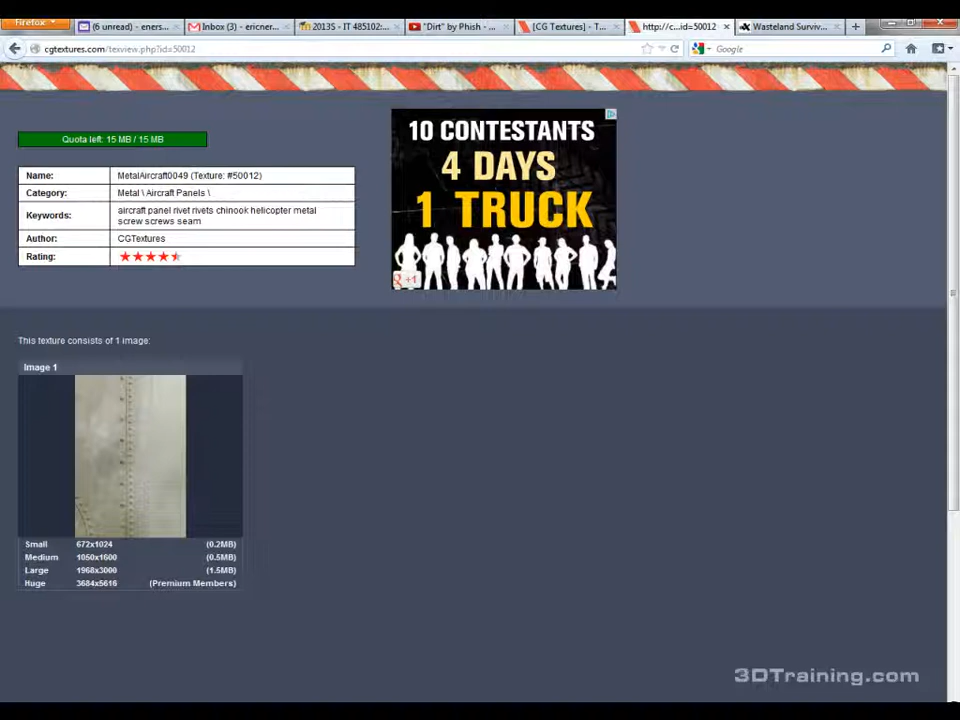 Firefox
(6 unread) - eners...
Inbox (3) - ericner...
2013S - IT 485102:...
"Dirt" by Phish - ...
[CG Textures] - T...
http://c...id=50012
Wasteland Surviv...
cgtextures.com/texview.php?id=50012
Google
Quota left: 15 MB / 15 MB
Name: MetalAircraft0049 (Texture: #50012)
Category: Metal \ Aircraft Panels \
Keywords: aircraft panel rivet rivets chinook helicopter metal
screw screws seam
Author: CGTextures
Rating:
10 CONTESTANTS
4 DAYS
1 TRUCK
g +1
This texture consists of 1 image:
Image 1
Small 672x1024 (0.2MB)
Medium 1050x1600 (0.5MB)
Large 1968x3000 (1.5MB)
Huge 3684x5616 (Premium Members)
3DTraining.com